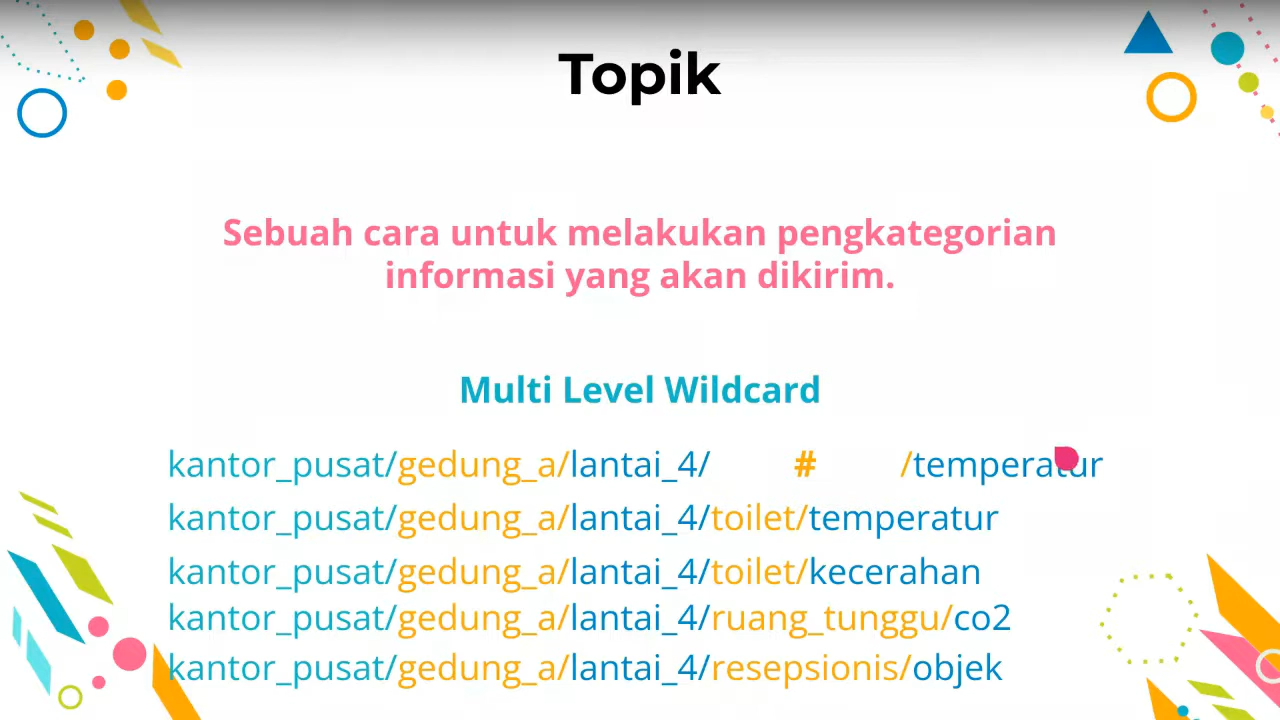 Topik
Sebuah cara untuk melakukan pengkategorian
informasi yang akan dikirim.
Multi Level Wildcard
kantor_pusat/gedung_a/lantai_4/ # /temperatur
kantor_pusat/gedung_a/lantai_4/toilet/temperatur
kantor_pusat/gedung_a/lantai_4/toilet/kecerahan
kantor_pusat/gedung_a/lantai_4/ruang_tunggu/co2
kantor_pusat/gedung_a/lantai_4/resepsionis/objek